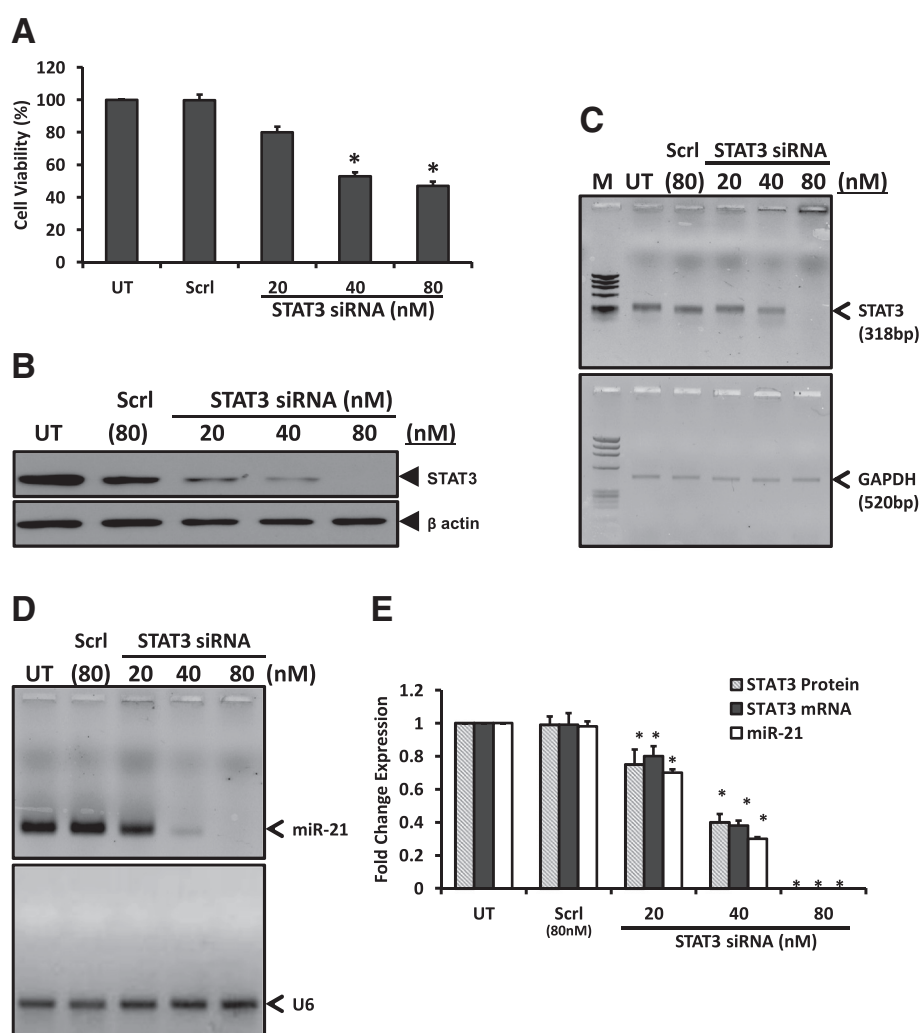 A
120
100
80
60
40
20
0
Cell Viability (%)
* *
UT Scrl 20 40 80
STAT3 siRNA (nM)
B
Scrl STAT3 siRNA (nM)
UT (80) 20 40 80 (nM)
STAT3
β actin
C
Scrl STAT3 siRNA
M UT (80) 20 40 80 (nM)
STAT3
(318bp)
GAPDH
(520bp)
D
Scrl STAT3 siRNA
UT (80) 20 40 80 (nM)
miR-21
U6
E
STAT3 Protein
STAT3 mRNA
miR-21
1.2
1
0.8
0.6
0.4
0.2
0
Fold Change Expression
* * *
* * *
* * *
UT Scrl 20 40 80
(80nM)
STAT3 siRNA (nM)